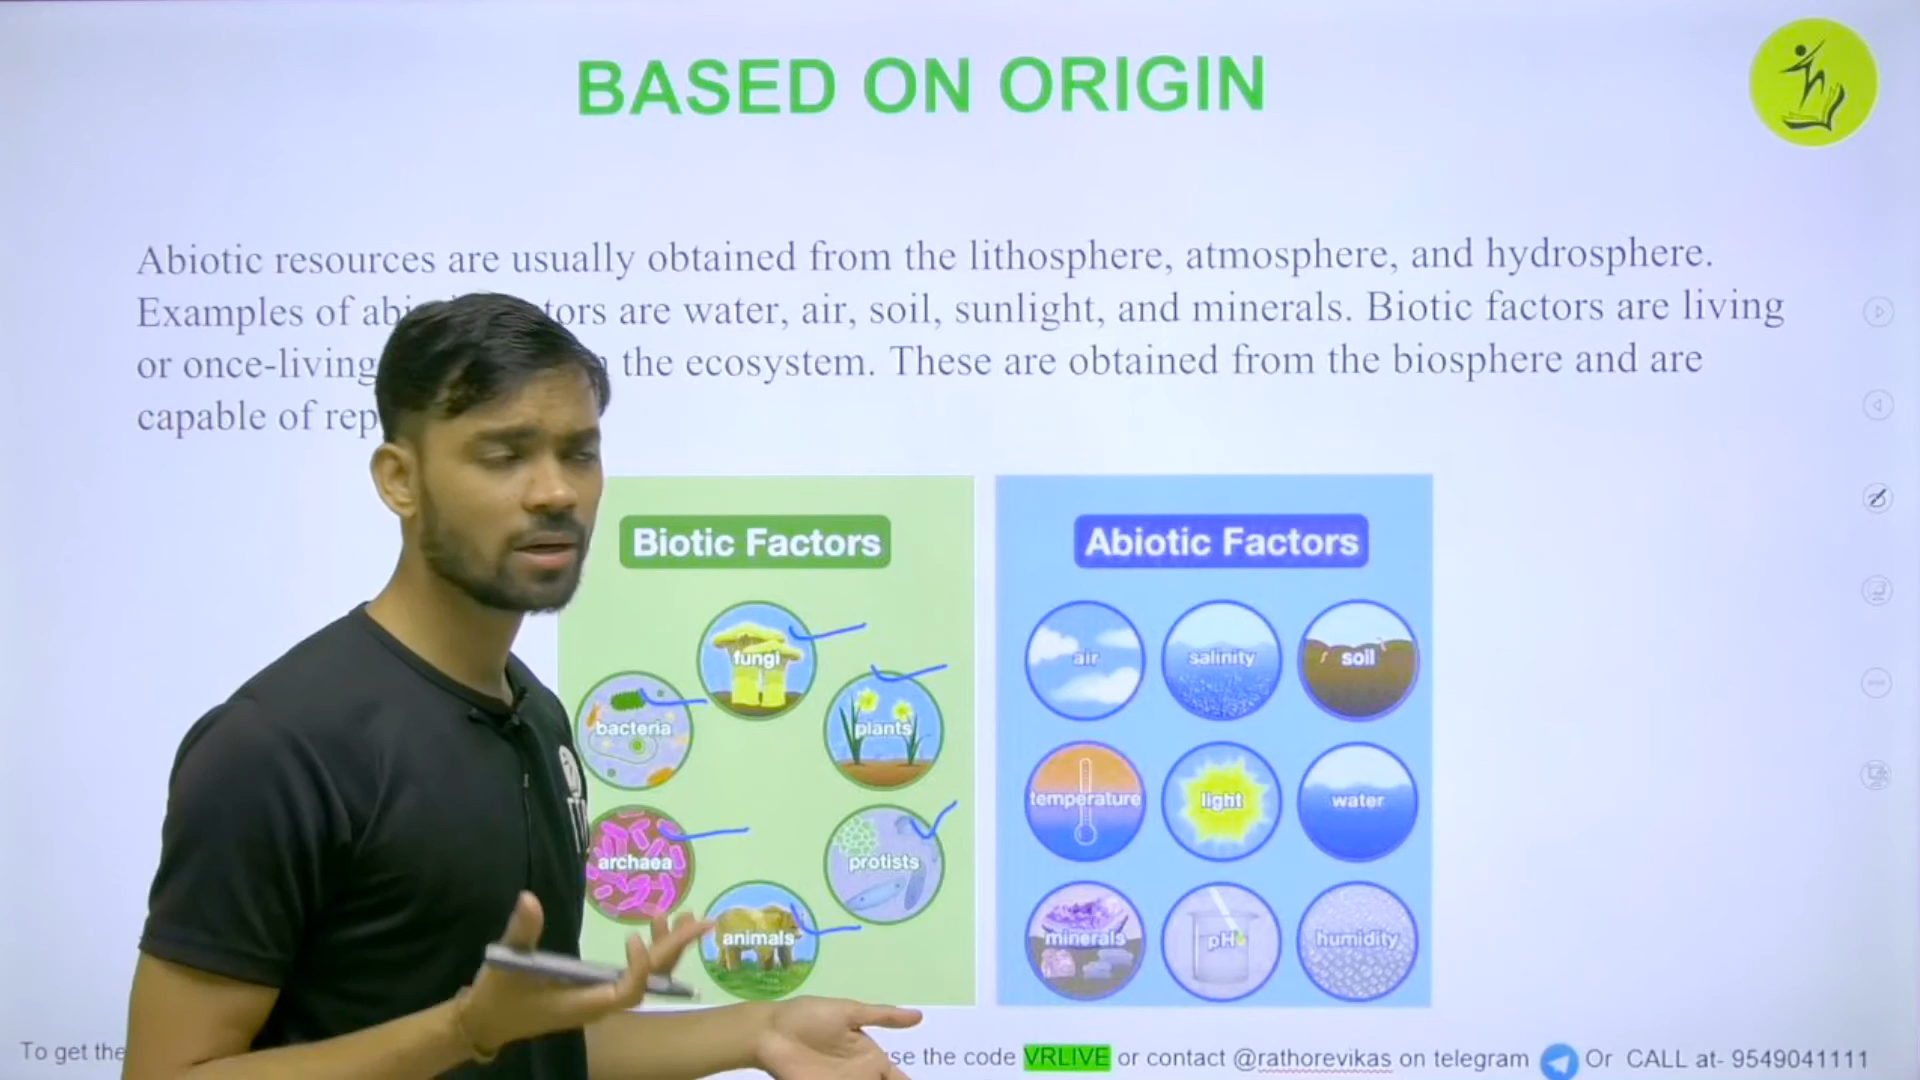 BASED ON ORIGIN
Abiotic resources are usually obtained from the lithosphere, atmosphere, and hydrosphere.
Examples of abi tors are water, air, soil, sunlight, and minerals. Biotic factors are living
or once-living the ecosystem. These are obtained from the biosphere and are
capable of rep
Biotic Factors
Abiotic Factors
fungi
bacteria
plants
archaea
protists
animals
air
salinity
soil
temperature
light
water
minerals
pH
humidity
To get the se the code VRLIVE or contact @rathorevikas on telegram Or CALL at- 9549041111